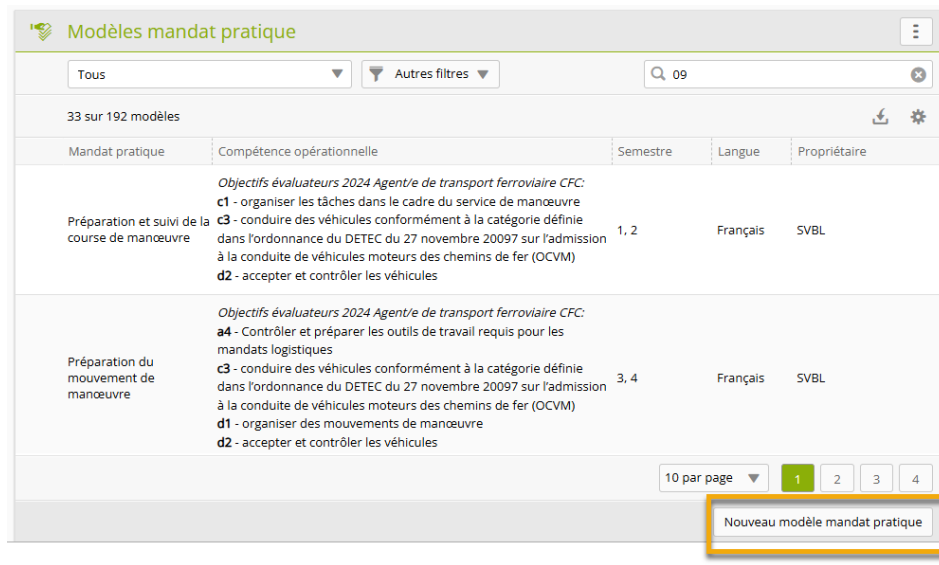 Modèles mandat pratique
Tous
Autres filtres
09
33 sur 192 modèles
Mandat pratique
Compétence opérationnelle
Semestre
Langue
Propriétaire
Préparation et suivi de la
course de manœuvre
Objectifs évaluateurs 2024 Agent/e de transport ferroviaire CFC:
c1 - organiser les tâches dans le cadre du service de manœuvre
c3 - conduire des véhicules conformément à la catégorie définie
dans l'ordonnance du DETEC du 27 novembre 20097 sur l'admission
à la conduite de véhicules moteurs des chemins de fer (OCVM)
d2 - accepter et contrôler les véhicules
1, 2
Français
SVBL
Préparation du
mouvement de
manœuvre
Objectifs évaluateurs 2024 Agent/e de transport ferroviaire CFC:
a4 - Contrôler et préparer les outils de travail requis pour les
mandats logistiques
c3 - conduire des véhicules conformément à la catégorie définie
dans l'ordonnance du DETEC du 27 novembre 20097 sur l'admission
à la conduite de véhicules moteurs des chemins de fer (OCVM)
d1 - organiser des mouvements de manœuvre
d2 - accepter et contrôler les véhicules
3, 4
Français
SVBL
10 par page
1
2
3
4
Nouveau modèle mandat pratique